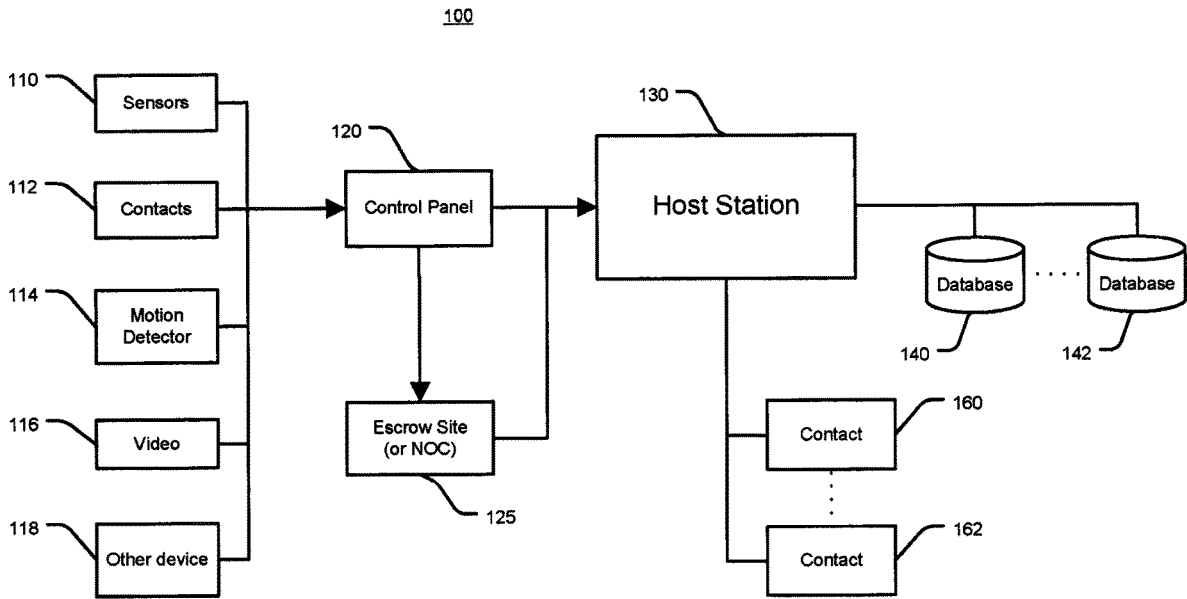 100
110
Sensors
112
Contacts
114
Motion
Detector
116
Video
118
Other device
120
Control Panel
Escrow Site
(or NOC)
125
130
Host Station
Database
140
. . . .
Database
142
160
Contact
162
Contact